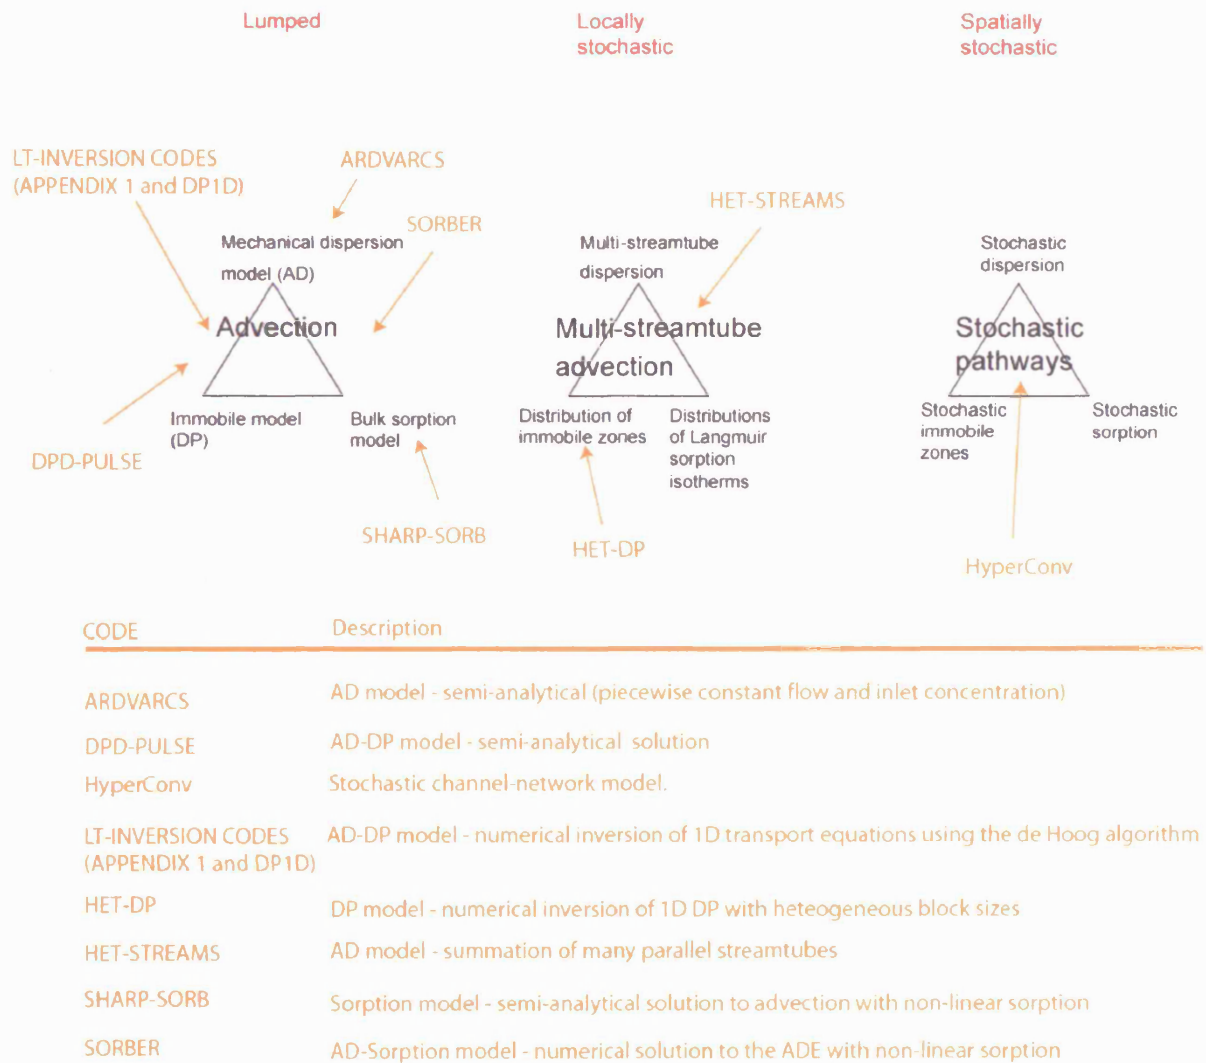 Lumped
Locally
stochastic
Spatially
stochastic
LT-INVERSION CODES
(APPENDIX 1 and DP1D)
ARDVARCS
SORBER
HET-STREAMS
Mechanical dispersion
model (AD)
Advection
Immobile model
(DP)
Bulk sorption
model
DPD-PULSE
SHARP-SORB
Multi-streamtube
dispersion
Multi-streamtube
advection
Distribution of
immobile zones
Distributions
of Langmuir
sorption
isotherms
HET-DP
Stochastic
dispersion
Stochastic
pathways
Stochastic
immobile
zones
Stochastic
sorption
HyperConv
CODE Description
ARDVARCS AD model - semi-analytical (piecewise constant flow and inlet concentration)
DPD-PULSE AD-DP model - semi-analytical solution
HyperConv Stochastic channel-network model.
LT-INVERSION CODES AD-DP model - numerical inversion of 1D transport equations using the de Hoog algorithm
(APPENDIX 1 and DP1D)
HET-DP DP model - numerical inversion of 1D DP with heteogeneous block sizes
HET-STREAMS AD model - summation of many parallel streamtubes
SHARP-SORB Sorption model - semi-analytical solution to advection with non-linear sorption
SORBER AD-Sorption model - numerical solution to the ADE with non-linear sorption